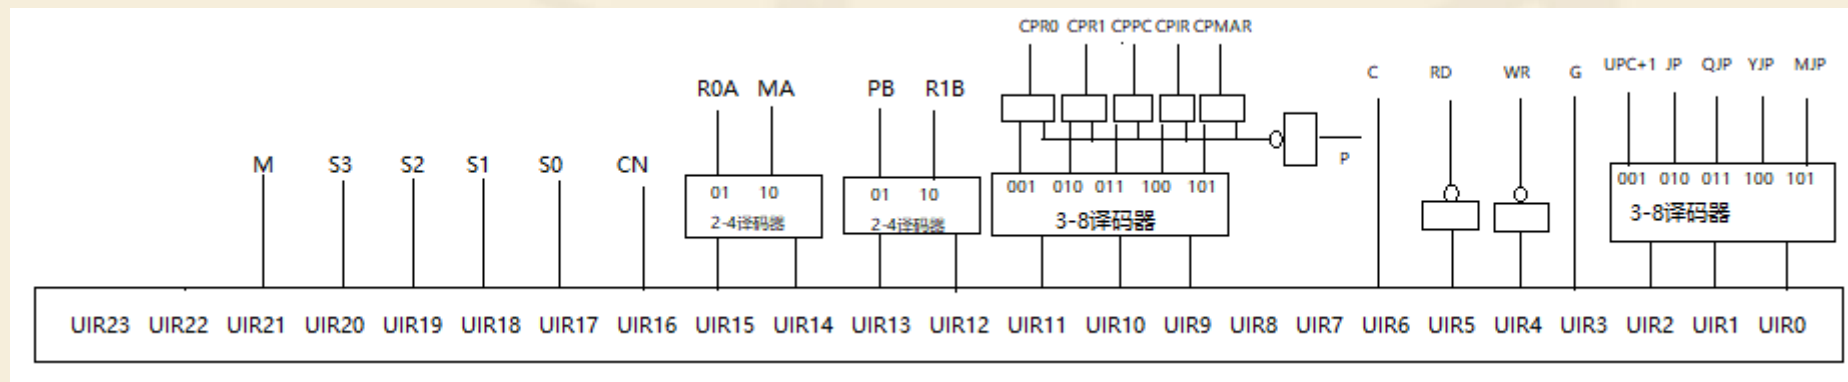 CPR0 CPR1 CPPC CPIR CPMAR
C RD WR G UPC+1 JP QJP YJP MJP
R0A MA PB R1B
P
M S3 S2 S1 S0 CN
01 10 01 10 001 010 011 100 101 001 010 011 100 101
2-4译码器 2-4译码器 3-8译码器 3-8译码器
UIR23 UIR22 UIR21 UIR20 UIR19 UIR18 UIR17 UIR16 UIR15 UIR14 UIR13 UIR12 UIR11 UIR10 UIR9 UIR8 UIR7 UIR6 UIR5 UIR4 UIR3 UIR2 UIR1 UIR0